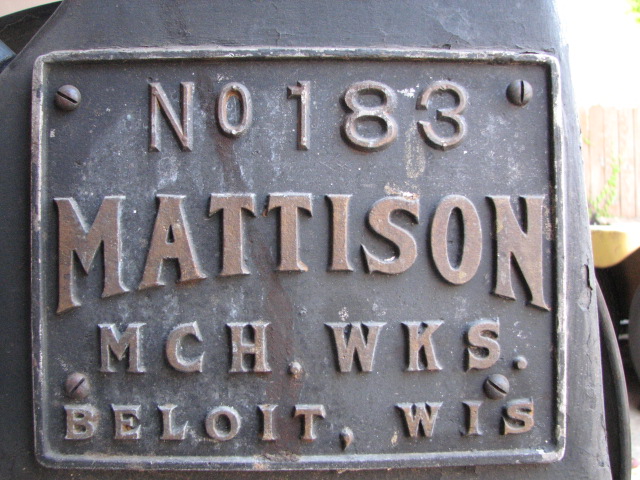 No 183
MATTISON
MCH. WKS.
BELOIT, WIS